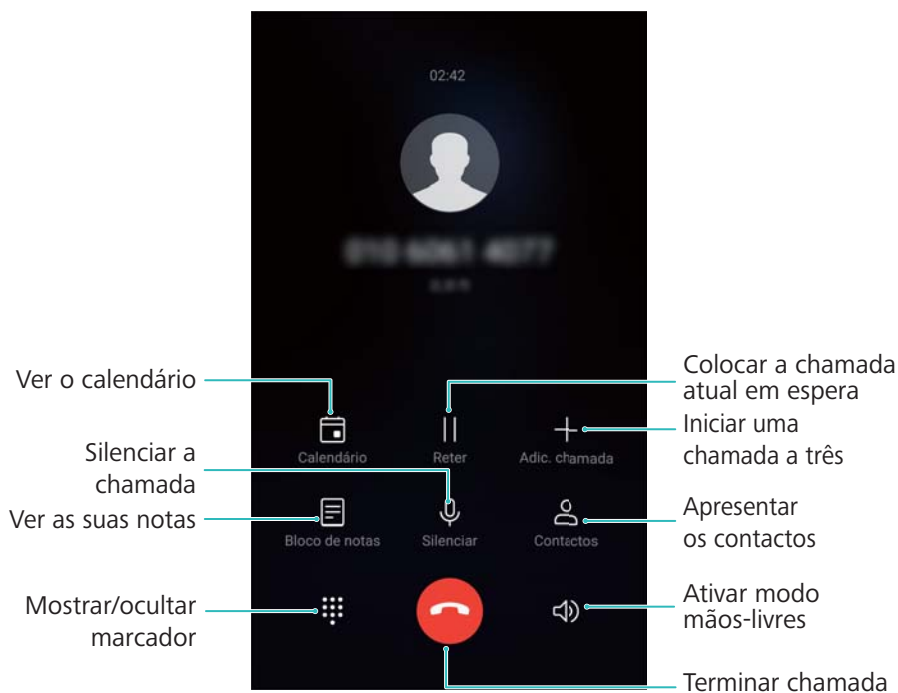 02:42
Ver o calendário
Colocar a chamada
atual em espera
Calendário
Reter
Adic. chamada
Iniciar uma
chamada a três
Silenciar a
chamada
Ver as suas notas
Bloco de notas
Silenciar
Contactos
Apresentar
os contactos
Mostrar/ocultar
marcador
Ativar modo
mãos-livres
Terminar chamada